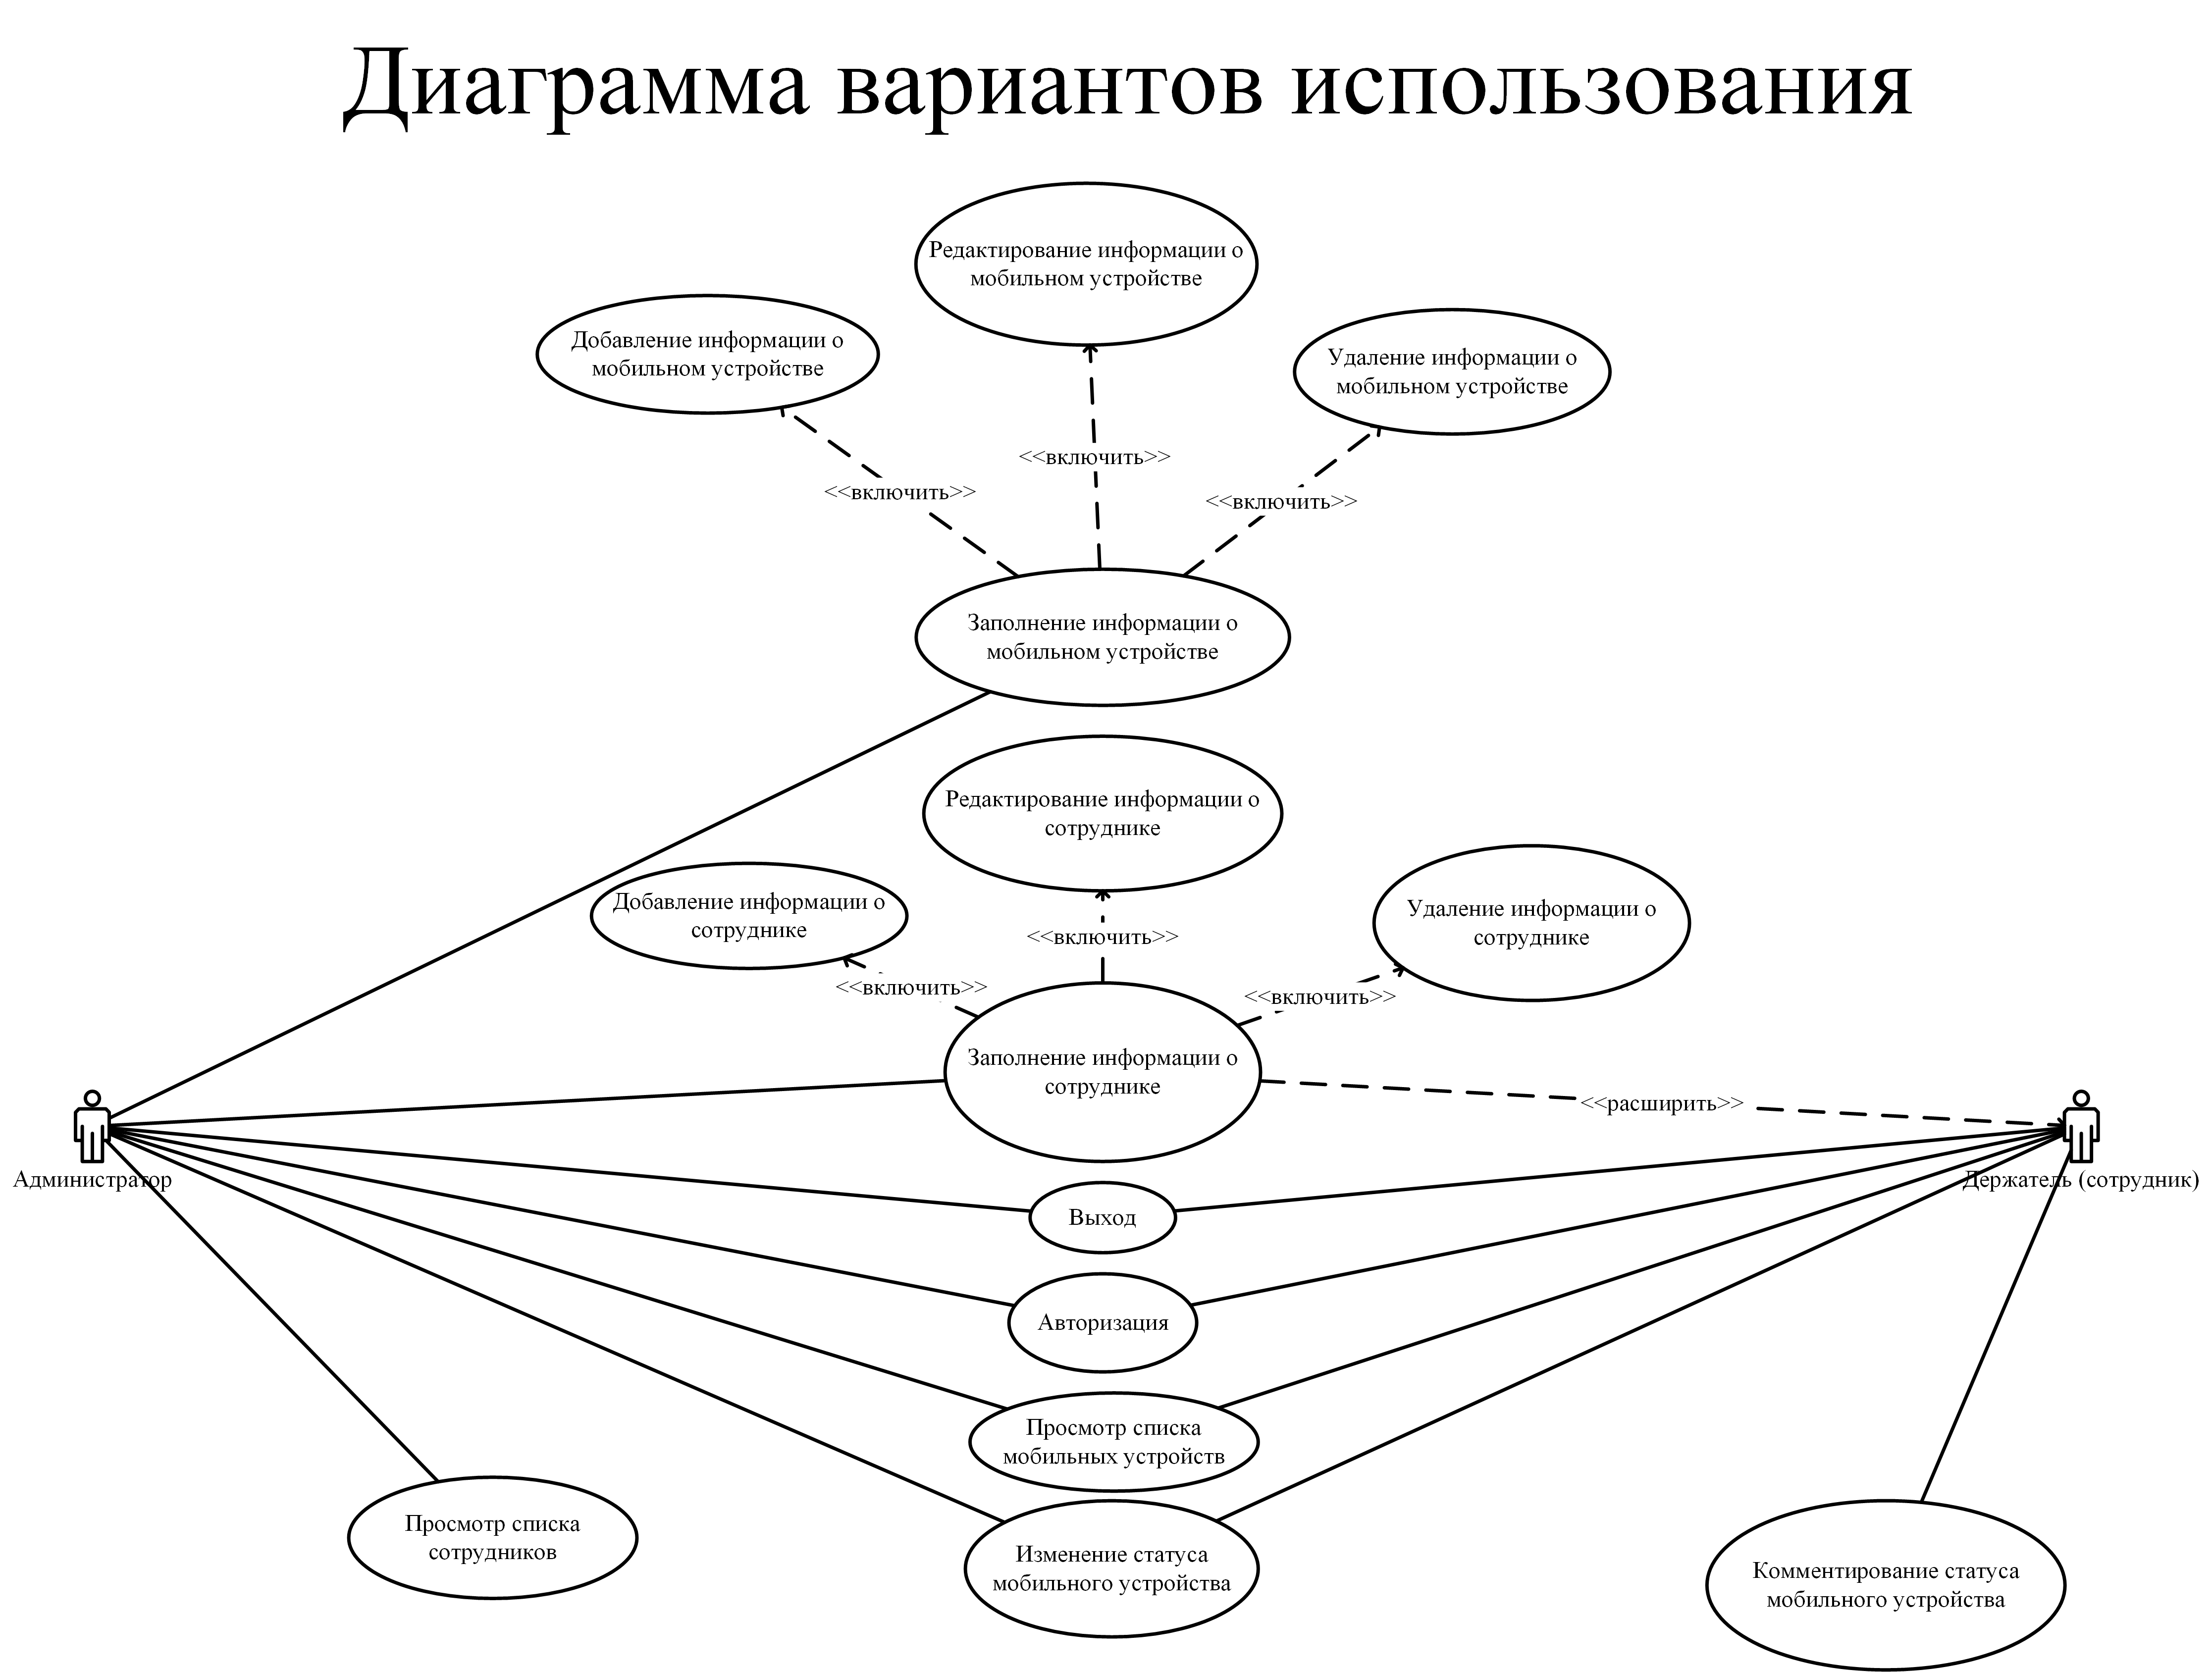 Диаграмма вариантов использования
Редактирование информации о
мобильном устройстве
Добавление информации о
мобильном устройстве
Удаление информации о
мобильном устройстве
<<включить>>
<<включить>>
<<включить>>
Заполнение информации о
мобильном устройстве
Редактирование информации о
сотруднике
Добавление информации о
сотруднике
Удаление информации о
сотруднике
<<включить>>
<<включить>>
<<включить>>
Заполнение информации о
сотруднике
<<расширить>>
Администратор
Держатель (сотрудник)
Выход
Авторизация
Просмотр списка
мобильных устройств
Просмотр списка
сотрудников
Изменение статуса
мобильного устройства
Комментирование статуса
мобильного устройства